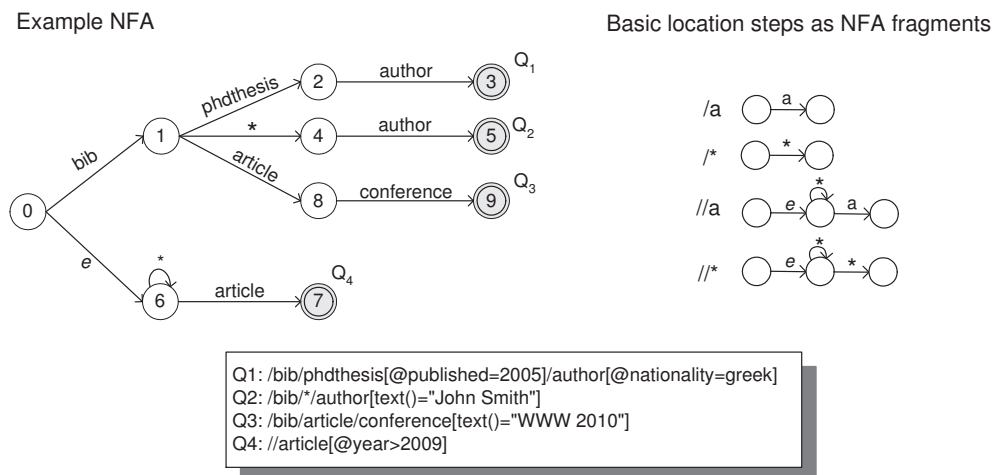 Example NFA
Basic location steps as NFA fragments
0
bib
e
1
phdthesis
*
article
2
author
3
Q1
4
author
5
Q2
8
conference
9
Q3
*
6
article
7
Q4
/a
a
/*
*
//a
e
*
a
//*
e
*
*
Q1: /bib/phdthesis[@published=2005]/author[@nationality=greek]
Q2: /bib/*/author[text()="John Smith"]
Q3: /bib/article/conference[text()="WWW 2010"]
Q4: //article[@year>2009]